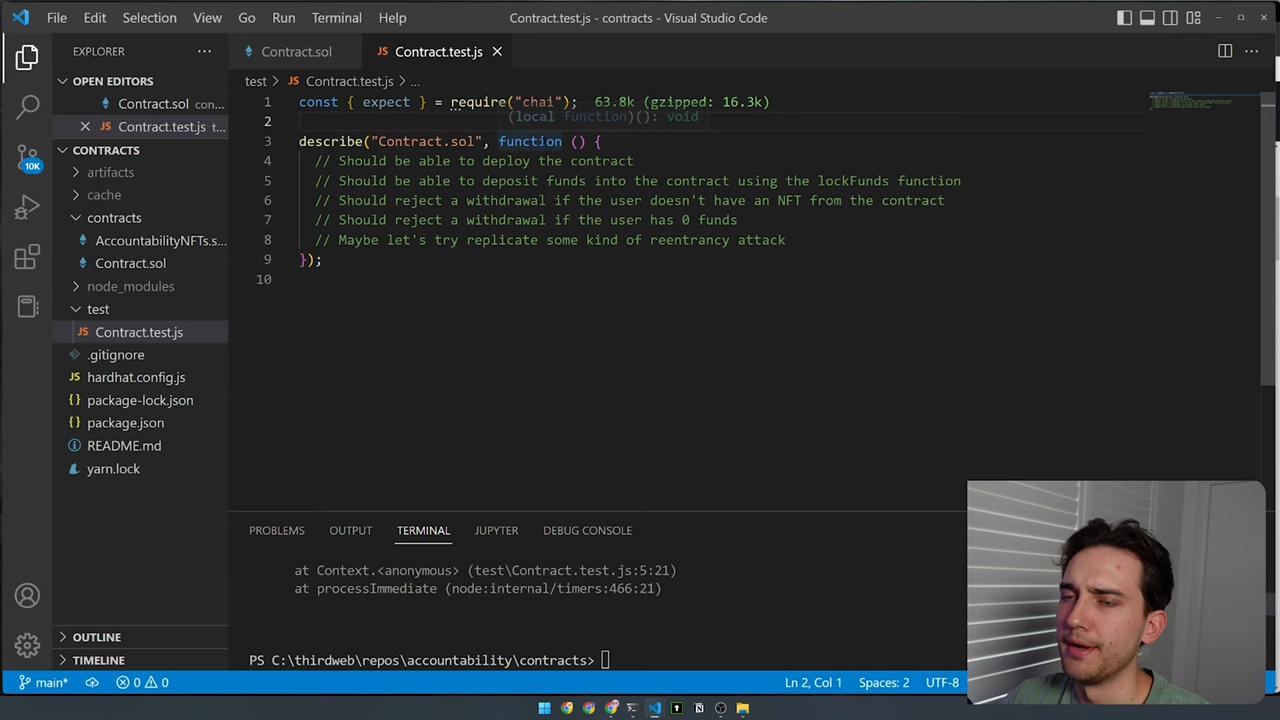 File Edit Selection View Go Run Terminal Help
Contract.test.js - contracts - Visual Studio Code
EXPLORER
OPEN EDITORS
Contract.sol con...
Contract.test.js t...
CONTRACTS
artifacts
cache
contracts
AccountabilityNFTs.s...
Contract.sol
node_modules
test
Contract.test.js
.gitignore
hardhat.config.js
package-lock.json
package.json
README.md
yarn.lock
OUTLINE
TIMELINE
10K
Contract.sol
JS Contract.test.js
test > JS Contract.test.js > ...
1 const { expect } = require("chai"); 63.8k (gzipped: 16.3k)
(local function)(): void
2
3 describe("Contract.sol", function () {
4 // Should be able to deploy the contract
5 // Should be able to deposit funds into the contract using the lockFunds function
6 // Should reject a withdrawal if the user doesn't have an NFT from the contract
7 // Should reject a withdrawal if the user has 0 funds
8 // Maybe let's try replicate some kind of reentrancy attack
9 });
10
PROBLEMS OUTPUT TERMINAL JUPYTER DEBUG CONSOLE
at Context.<anonymous> (test\Contract.test.js:5:21)
at processImmediate (node:internal/timers:466:21)
PS C:\thirdweb\repos\accountability\contracts>
main* 0 0 Ln 2, Col 1 Spaces: 2 UTF-8